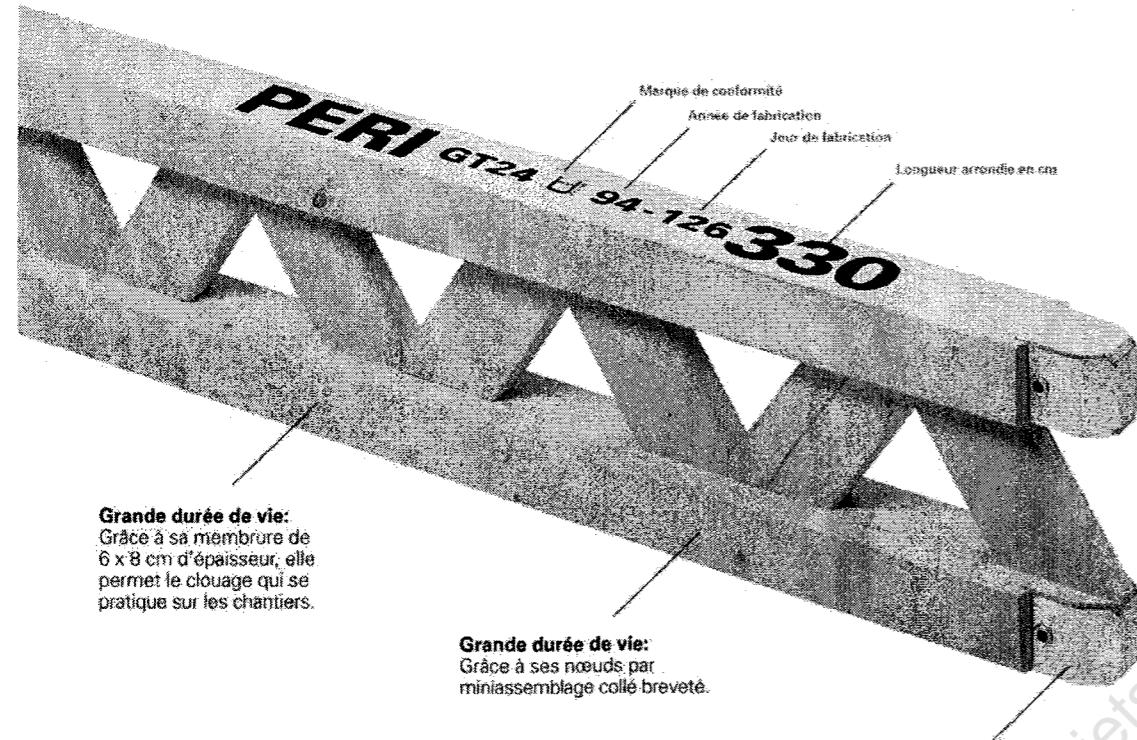 Marque de conformité
Année de fabrication
Jour de fabrication
Longueur arrondie en cm
PERI GT24 94-126 330
Grande durée de vie:
Grâce à sa membrure de
6 x 8 cm d'épaisseur, elle
permet le clouage qui se
pratique sur les chantiers.
Grande durée de vie:
Grâce à ses nœuds par
miniassemblage collé breveté.